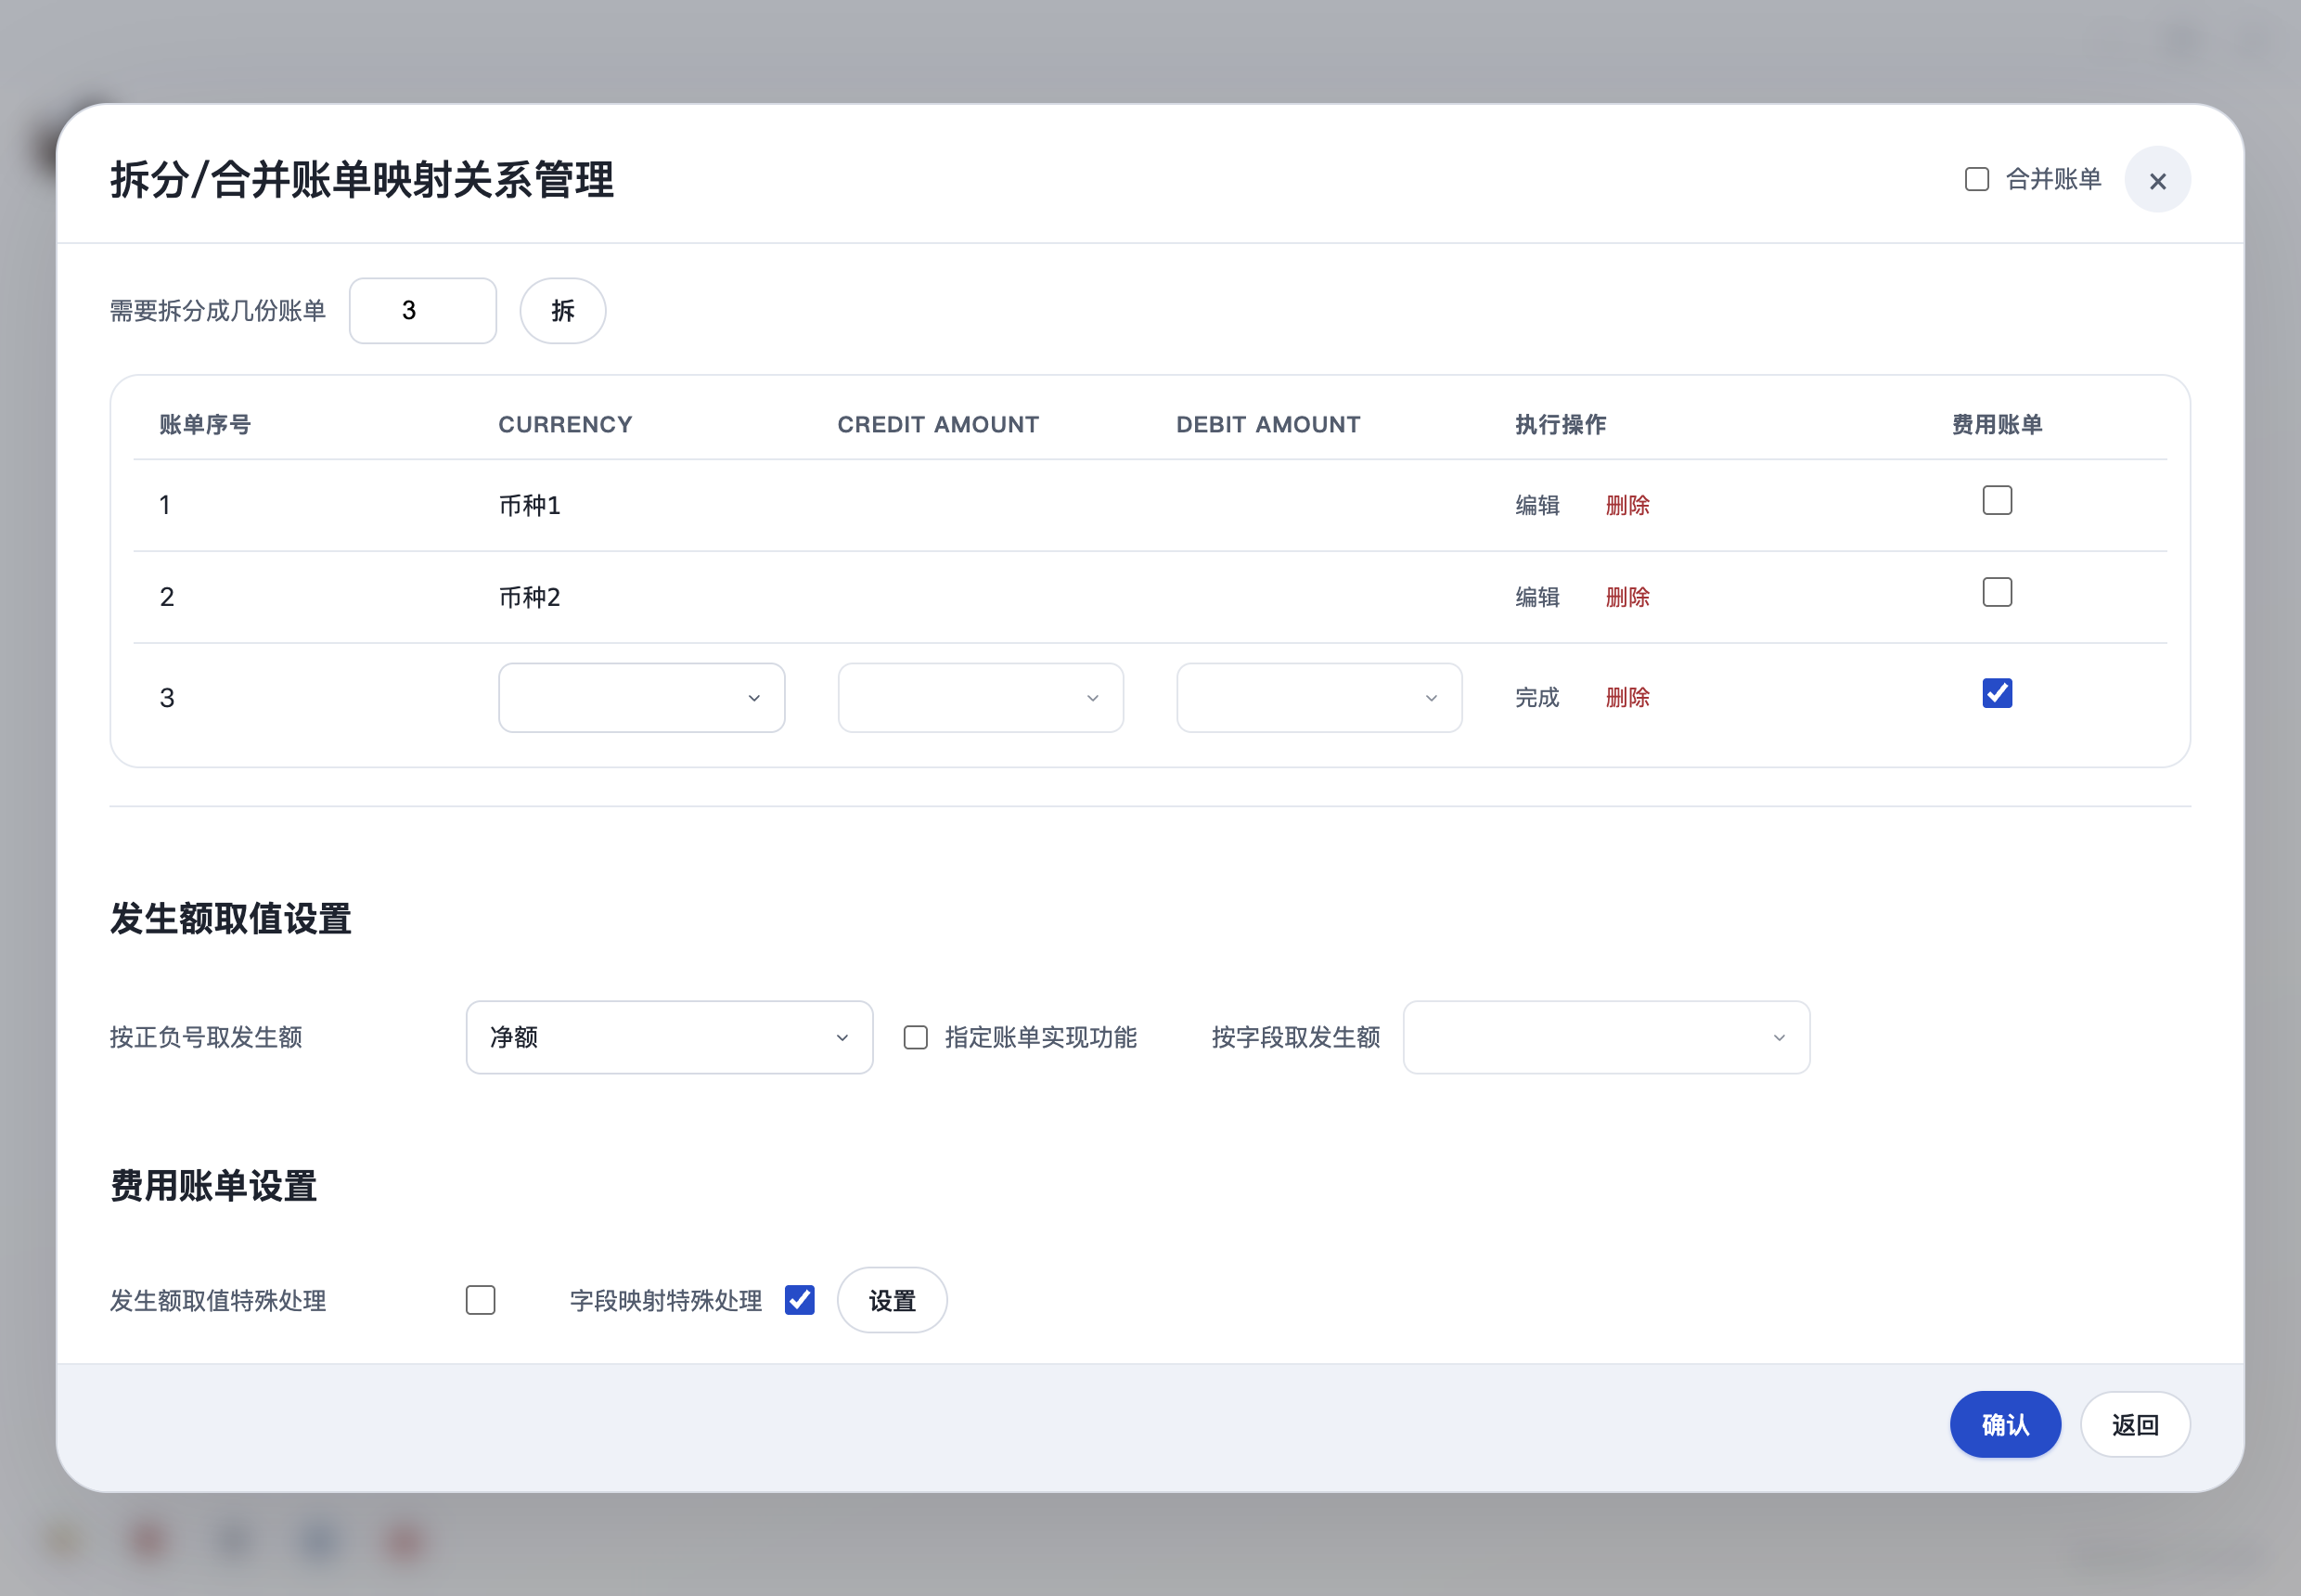 拆分/合并账单映射关系管理
合并账单
×
需要拆分成几份账单 3 拆
账单序号 CURRENCY CREDIT AMOUNT DEBIT AMOUNT 执行操作 费用账单
1 币种1 编辑 删除
2 币种2 编辑 删除
3 完成 删除
发生额取值设置
按正负号取发生额 净额 指定账单实现功能 按字段取发生额
费用账单设置
发生额取值特殊处理 字段映射特殊处理 设置
确认 返回